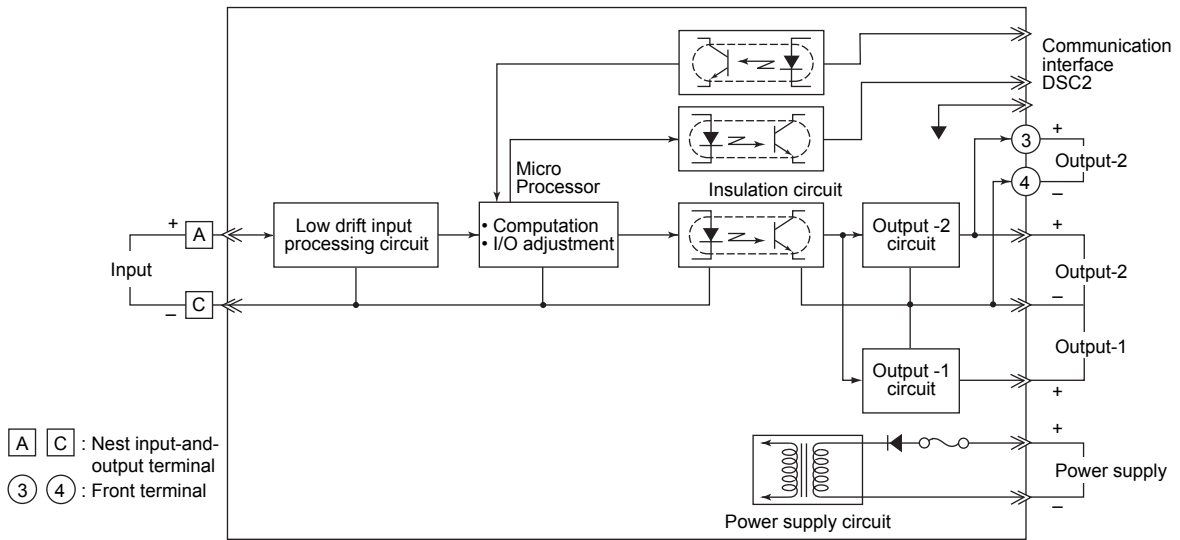 Communication
interface
DSC2
3
+
Output-2
4
–
Micro
Processor
Insulation circuit
+
A
Low drift input
processing circuit
• Computation
• I/O adjustment
Output -2
circuit
+
Input
Output-2
–
C
–
Output-1
Output -1
circuit
+
A C : Nest input-and-
output terminal
3 4 : Front terminal
+
Power supply
–
Power supply circuit